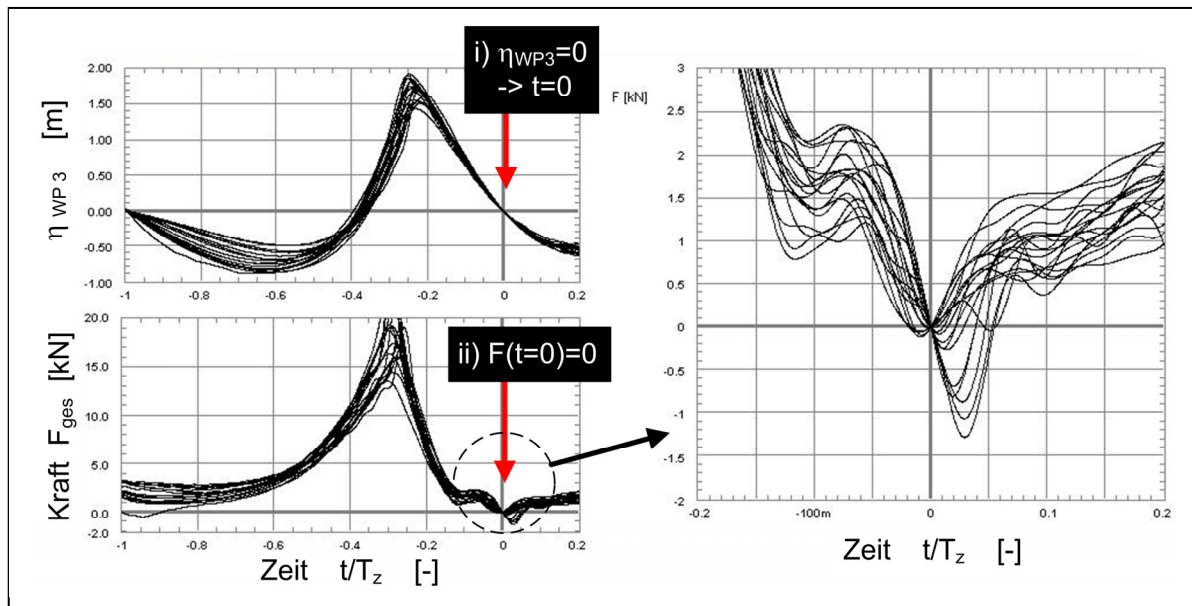 i) ηWP3=0
-> t=0
η WP 3 [m]
2.00
1.50
1.00
0.00
-0.50
-1.00
-1 -0.8 -0.6 -0.4 -0.2 0 0.2
ii) F(t=0)=0
Kraft Fges [kN]
20.0
15.0
10.0
5.0
0.0
-2.0
-1 -0.8 -0.6 -0.4 -0.2 0 0.2
Zeit t/Tz [-]
F [kN]
3
2.5
2
1.5
1
0.5
0
-0.5
-1
-1.5
-2
-0.2 -100m 0 0.1 0.2
Zeit t/Tz [-]